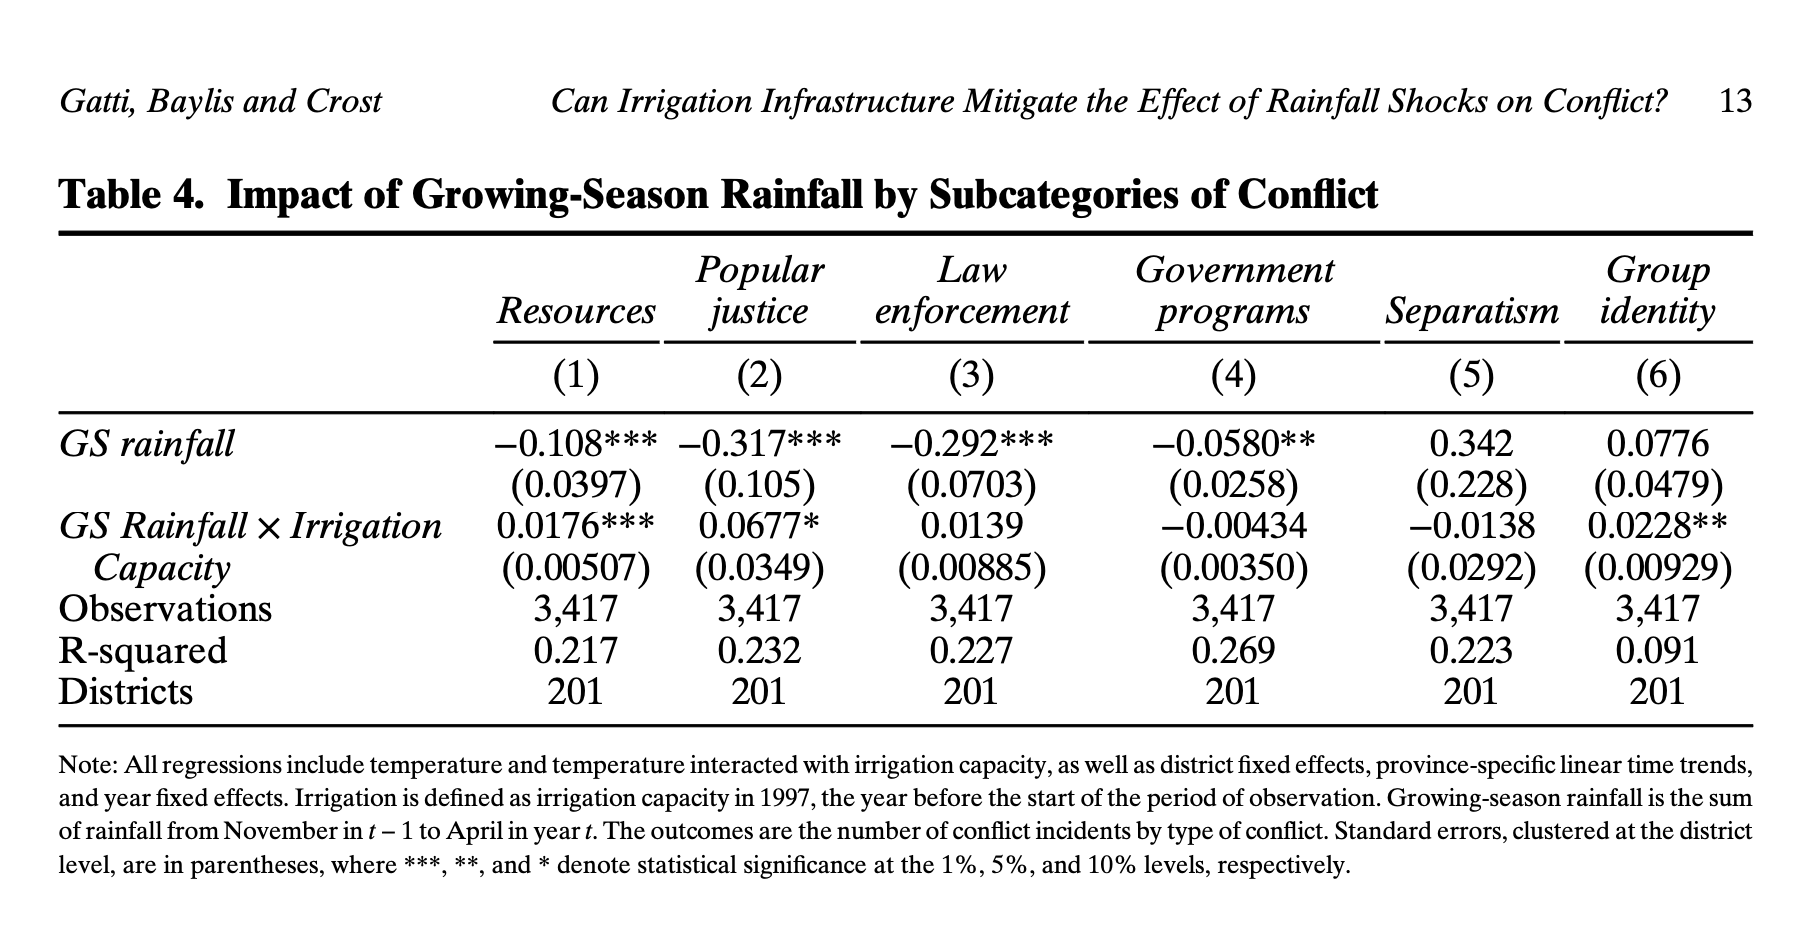 Gatti, Baylis and Crost Can Irrigation Infrastructure Mitigate the Effect of Rainfall Shocks on Conflict? 13
Table 4. Impact of Growing-Season Rainfall by Subcategories of Conflict
Resources Popular justice Law enforcement Government programs Separatism Group identity
(1) (2) (3) (4) (5) (6)
GS rainfall −0.108*** −0.317*** −0.292*** −0.0580** 0.342 0.0776
(0.0397) (0.105) (0.0703) (0.0258) (0.228) (0.0479)
GS Rainfall × Irrigation 0.0176*** 0.0677* 0.0139 −0.00434 −0.0138 0.0228**
Capacity (0.00507) (0.0349) (0.00885) (0.00350) (0.0292) (0.00929)
Observations 3,417 3,417 3,417 3,417 3,417 3,417
R-squared 0.217 0.232 0.227 0.269 0.223 0.091
Districts 201 201 201 201 201 201
Note: All regressions include temperature and temperature interacted with irrigation capacity, as well as district fixed effects, province-specific linear time trends,
and year fixed effects. Irrigation is defined as irrigation capacity in 1997, the year before the start of the period of observation. Growing-season rainfall is the sum
of rainfall from November in t − 1 to April in year t. The outcomes are the number of conflict incidents by type of conflict. Standard errors, clustered at the district
level, are in parentheses, where ***, **, and * denote statistical significance at the 1%, 5%, and 10% levels, respectively.